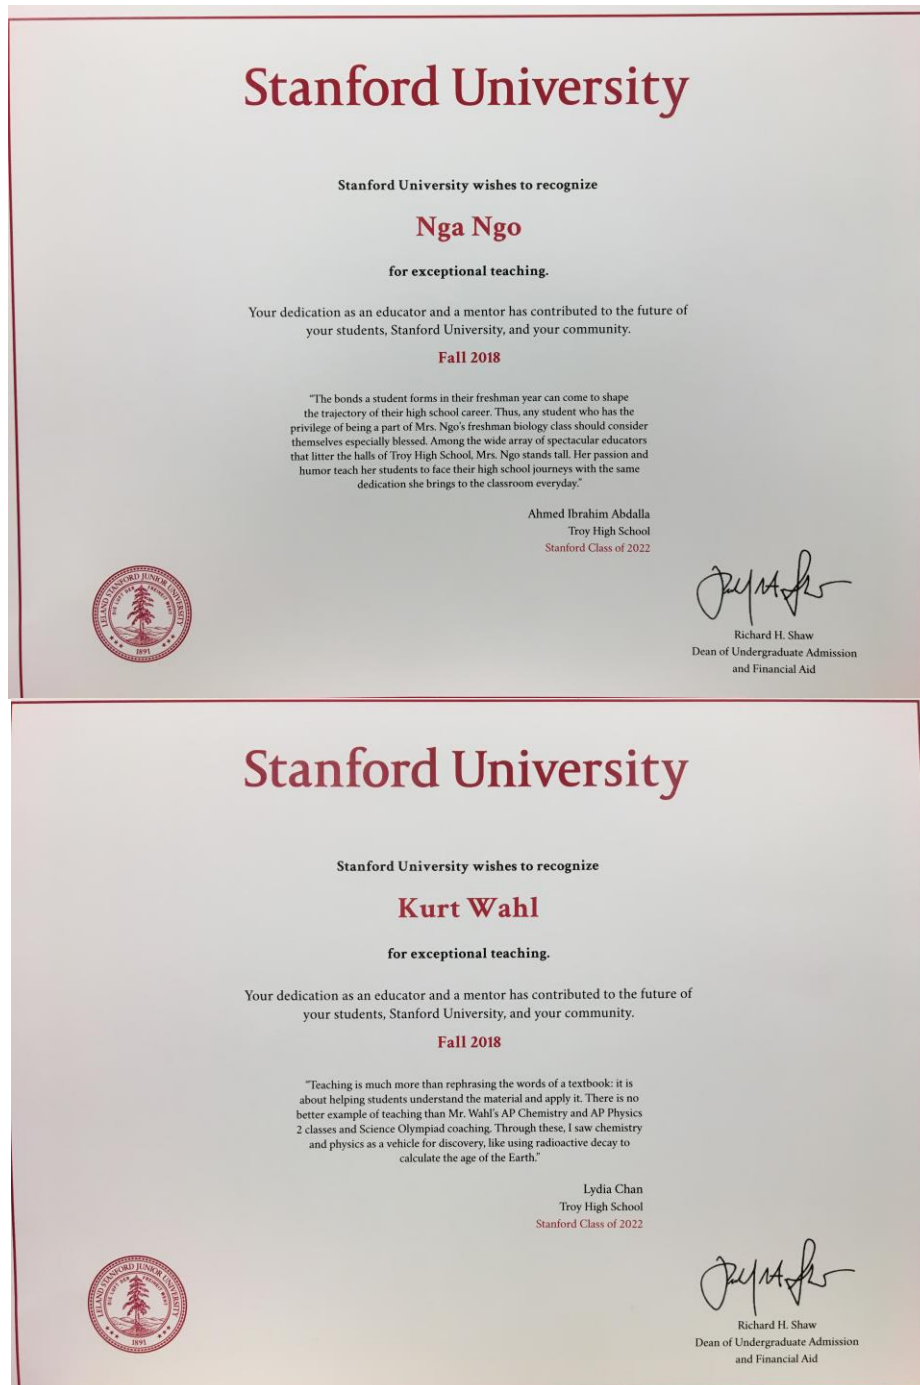 Stanford University
Stanford University wishes to recognize
Nga Ngo
for exceptional teaching.
Your dedication as an educator and a mentor has contributed to the future of
your students, Stanford University, and your community.
Fall 2018
"The bonds a student forms in their freshman year can come to shape
the trajectory of their high school career. Thus, any student who has the
privilege of being a part of Mrs. Ngo's freshman biology class should consider
themselves especially blessed. Among the wide array of spectacular educators
that litter the halls of Troy High School, Mrs. Ngo stands tall. Her passion and
humor teach her students to face their high school journeys with the same
dedication she brings to the classroom everyday."
Ahmed Ibrahim Abdalla
Troy High School
Stanford Class of 2022
LELAND STANFORD JUNIOR UNIVERSITY
DIE LUFT DER FREIHEIT WEHT
1891
Richard H. Shaw
Dean of Undergraduate Admission
and Financial Aid
Stanford University
Stanford University wishes to recognize
Kurt Wahl
for exceptional teaching.
Your dedication as an educator and a mentor has contributed to the future of
your students, Stanford University, and your community.
Fall 2018
"Teaching is much more than rephrasing the words of a textbook: it is
about helping students understand the material and apply it. There is no
better example of teaching than Mr. Wahl's AP Chemistry and AP Physics
2 classes and Science Olympiad coaching. Through these, I saw chemistry
and physics as a vehicle for discovery, like using radioactive decay to
calculate the age of the Earth."
Lydia Chan
Troy High School
Stanford Class of 2022
LELAND STANFORD JUNIOR UNIVERSITY
DIE LUFT DER FREIHEIT WEHT
1891
Richard H. Shaw
Dean of Undergraduate Admission
and Financial Aid